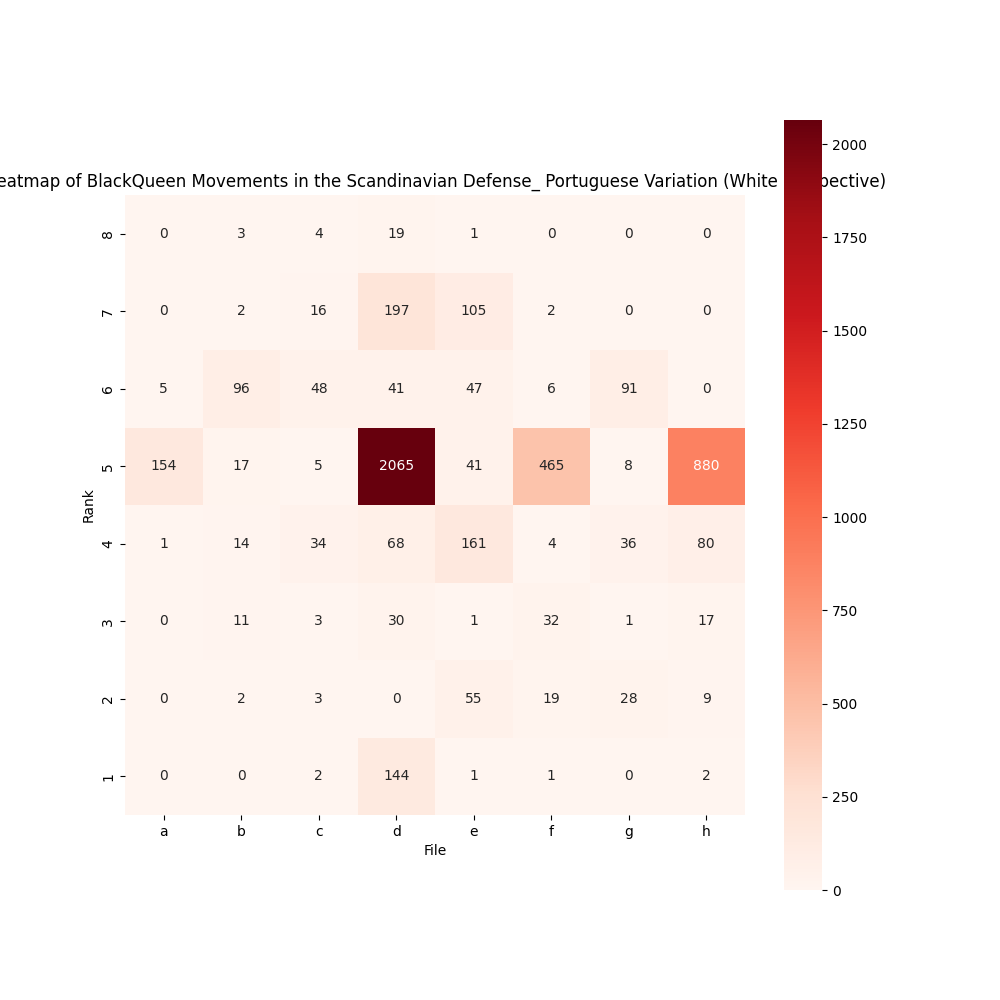 eatmap of BlackQueen Movements in the Scandinavian Defense_ Portuguese Variation (White pective)
8 0 3 4 19 1 0 0 0
7 0 2 16 197 105 2 0 0
6 5 96 48 41 47 6 91 0
5 154 17 5 2065 41 465 8 880
4 1 14 34 68 161 4 36 80
3 0 11 3 30 1 32 1 17
2 0 2 3 0 55 19 28 9
1 0 0 2 144 1 1 0 2
Rank
a b c d e f g h
File
2000
1750
1500
1250
1000
750
500
250
0